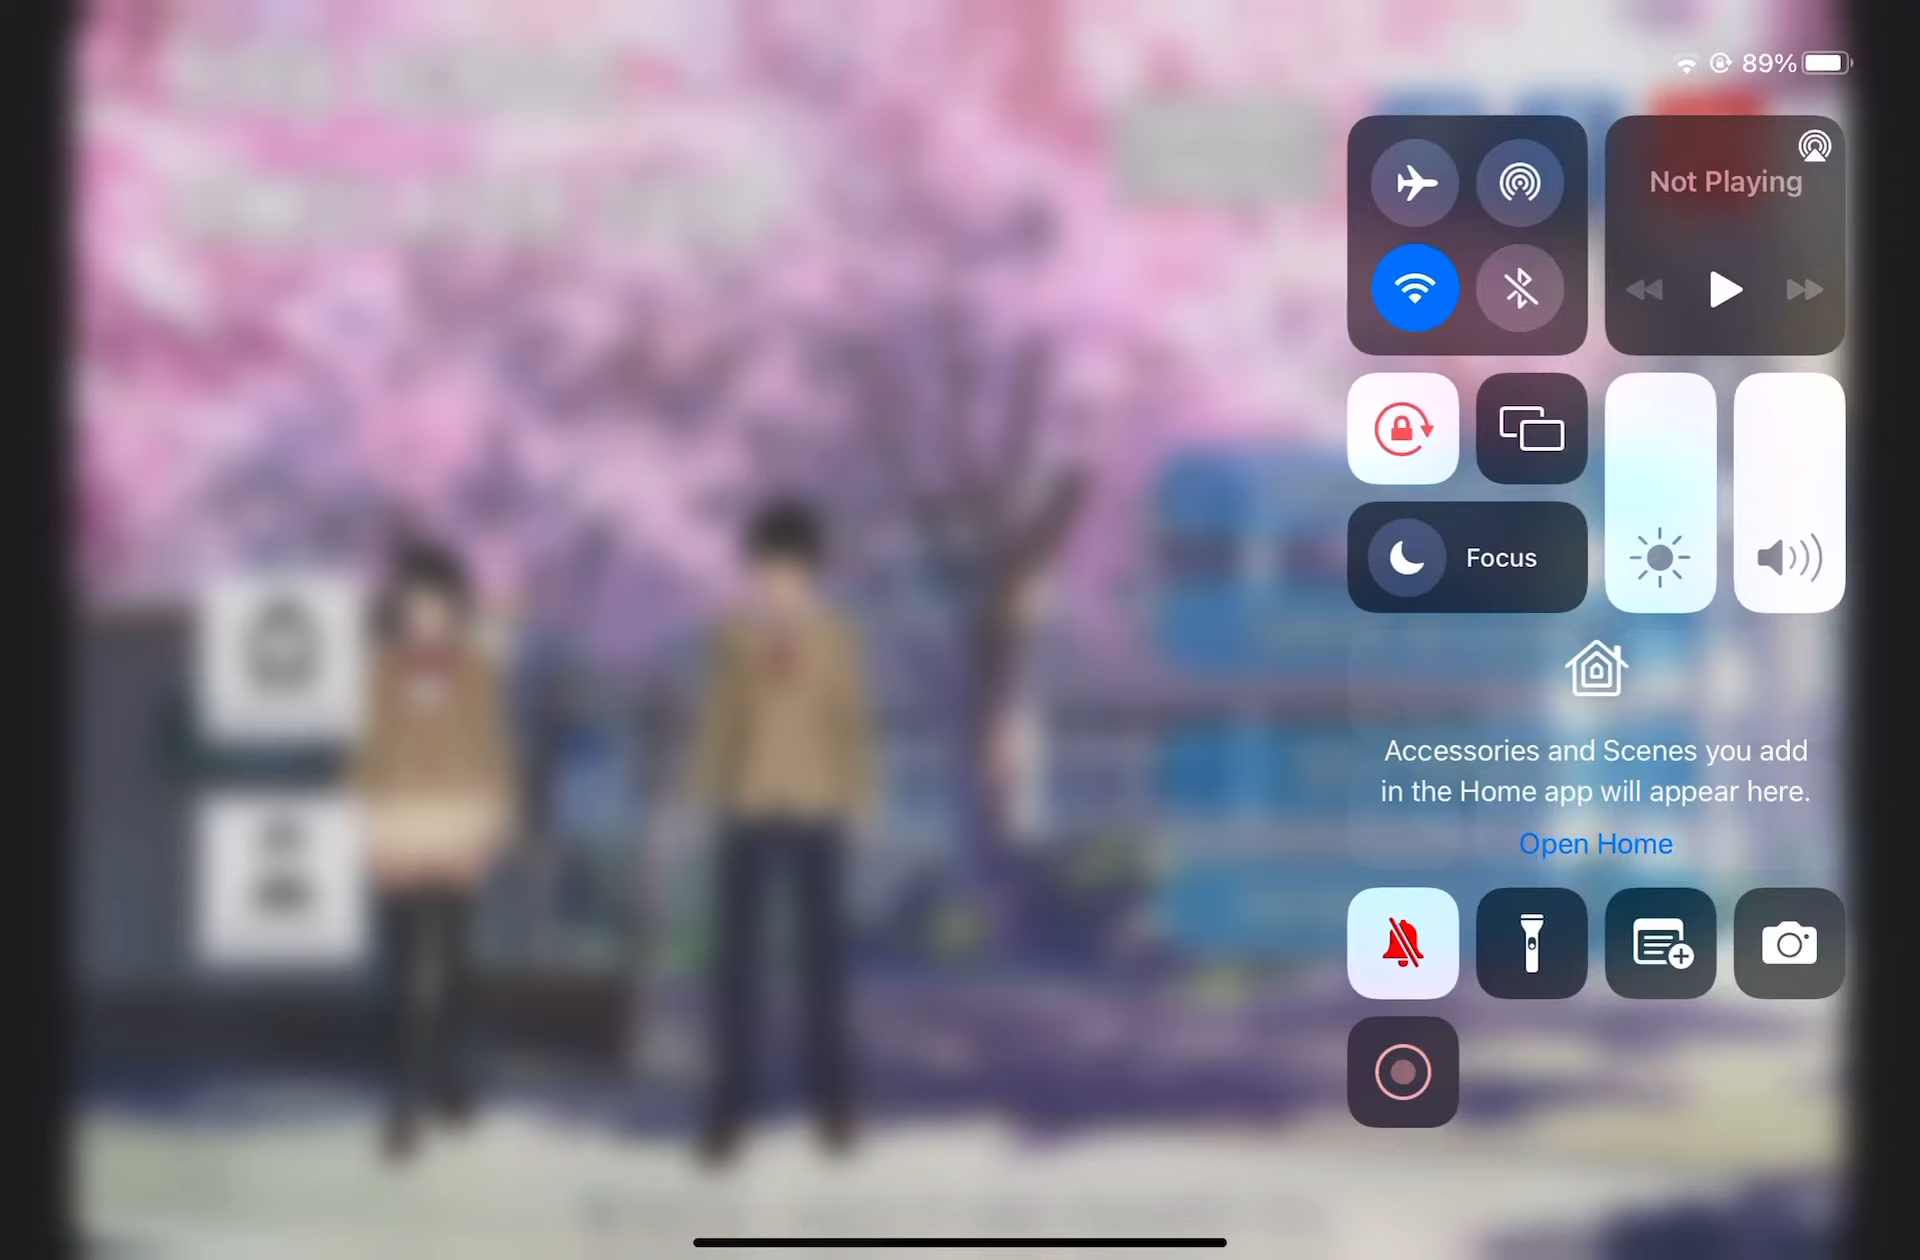 89%
Not Playing
Focus
Accessories and Scenes you add
in the Home app will appear here.
Open Home